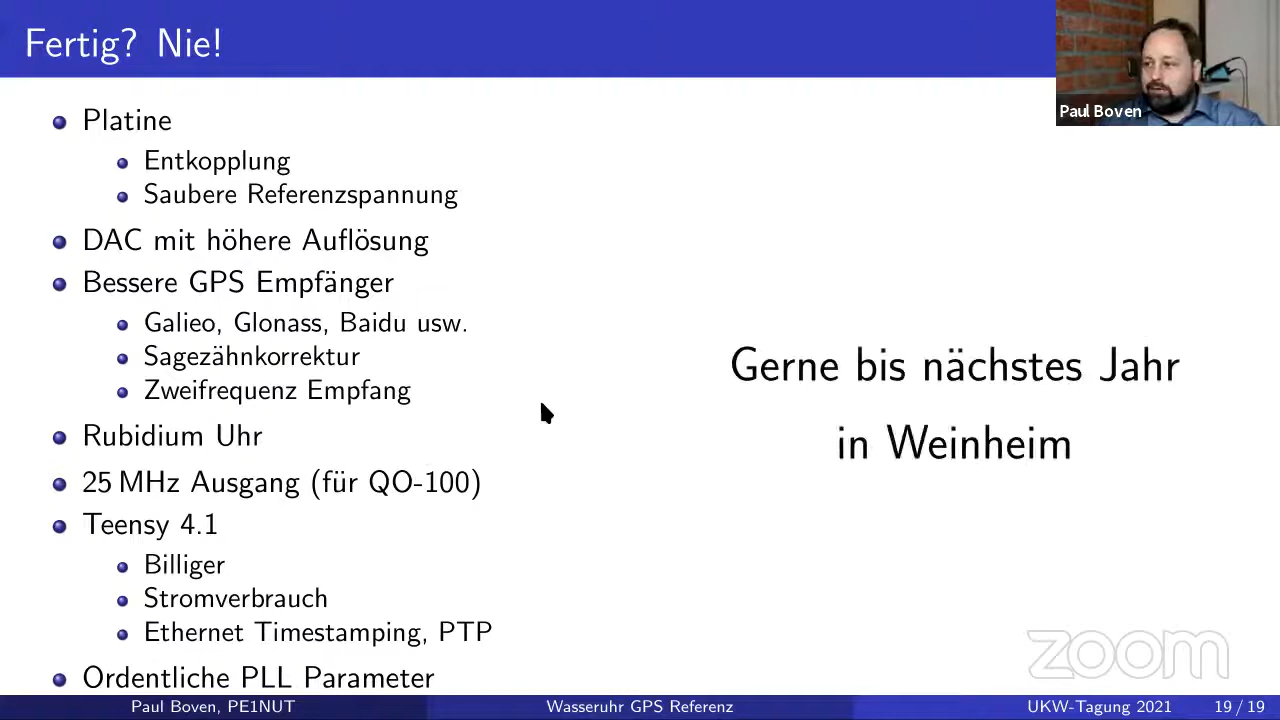 Fertig? Nie!
Paul Boven
Platine
Entkopplung
Saubere Referenzspannung
DAC mit höhere Auflösung
Bessere GPS Empfänger
Galieo, Glonass, Baidu usw.
Sagezähnkorrektur
Zweifrequenz Empfang
Rubidium Uhr
25 MHz Ausgang (für QO-100)
Teensy 4.1
Billiger
Stromverbrauch
Ethernet Timestamping, PTP
Ordentliche PLL Parameter
Gerne bis nächstes Jahr
in Weinheim
zoom
Paul Boven, PE1NUT
Wasseruhr GPS Referenz
UKW-Tagung 2021
19 / 19